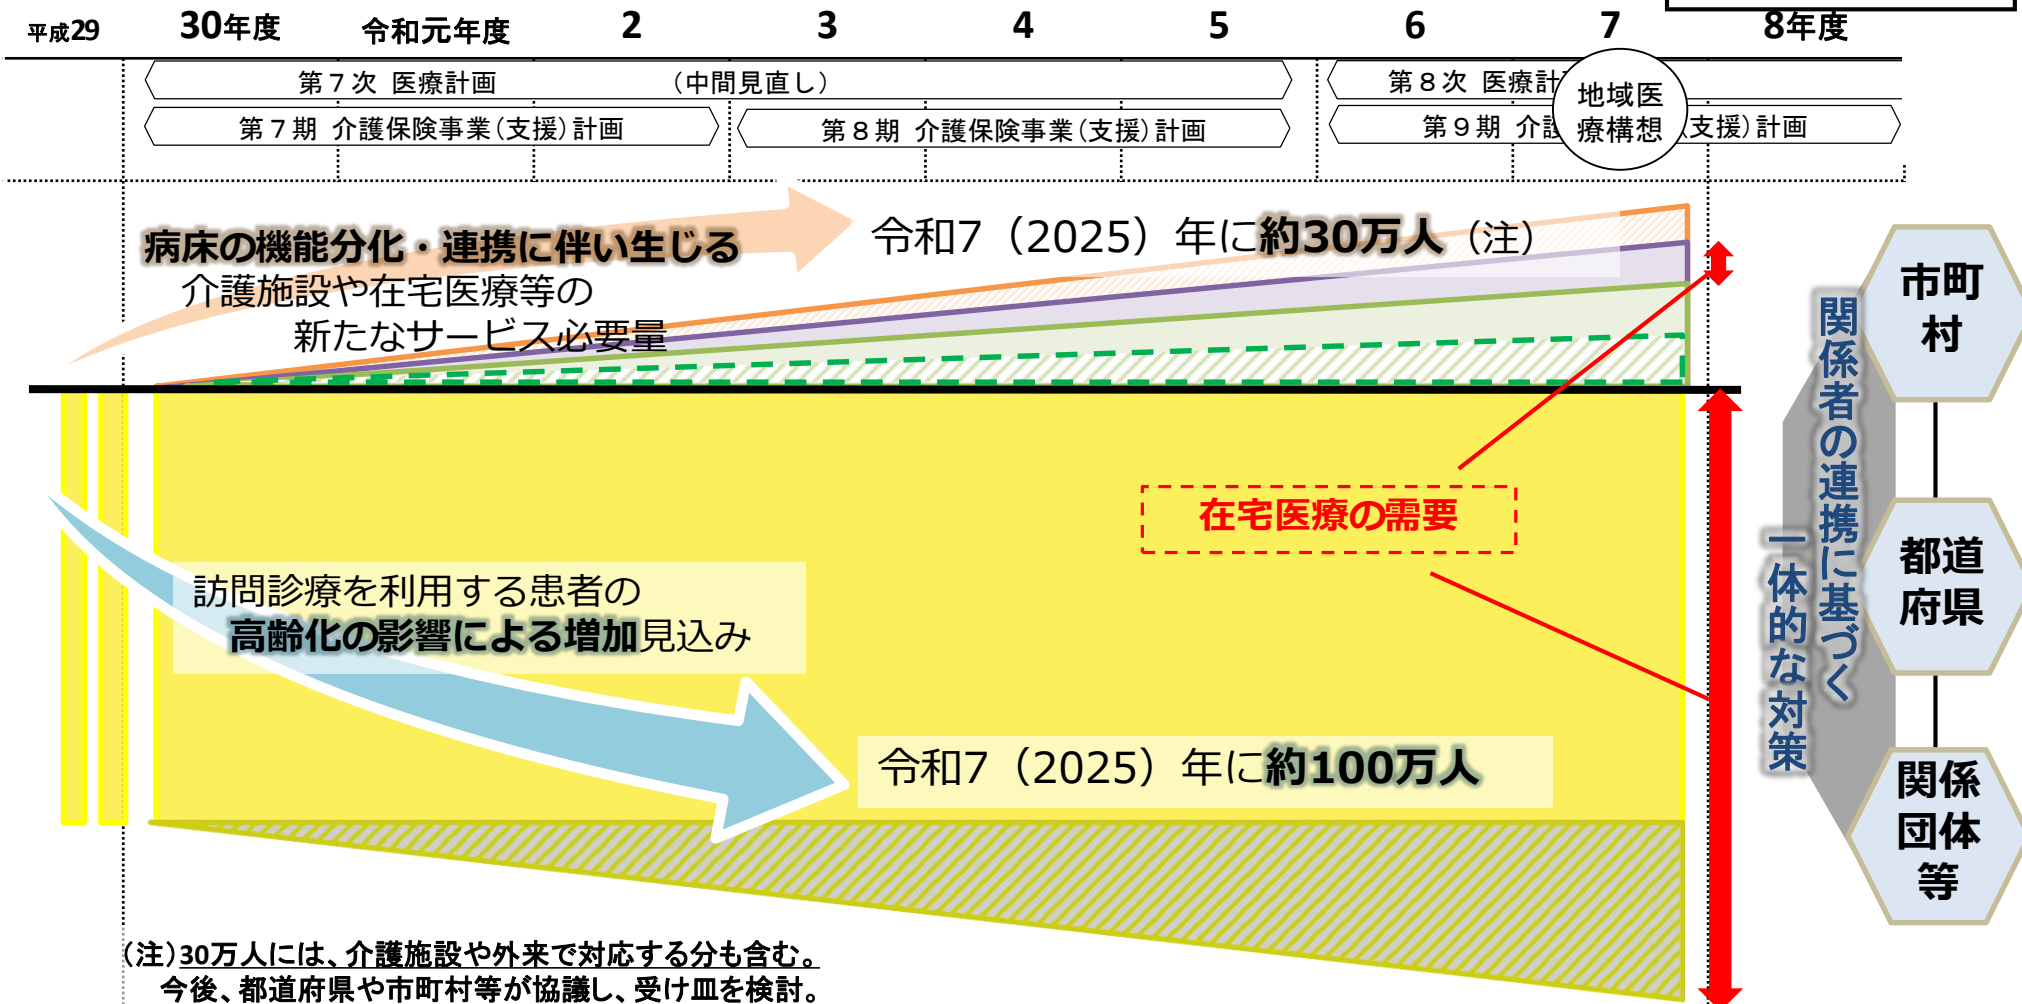 平成29 30年度 令和元年度 2 3 4 5 6 7 8年度
第７次 医療計画 （中間見直し）
第８次 医療計
第７期 介護保険事業（支援）計画
第８期 介護保険事業（支援）計画
第９期 介護 支援）計画
地域医
療構想
病床の機能分化・連携に伴い生じる
介護施設や在宅医療等の
新たなサービス必要量
令和7（2025）年に約30万人（注）
在宅医療の需要
訪問診療を利用する患者の
高齢化の影響による増加見込み
令和7（2025）年に約100万人
関係者の連携に基づく
一体的な対策
市町
村
都道
府県
関係
団体
等
（注）30万人には、介護施設や外来で対応する分も含む。
今後、都道府県や市町村等が協議し、受け皿を検討。